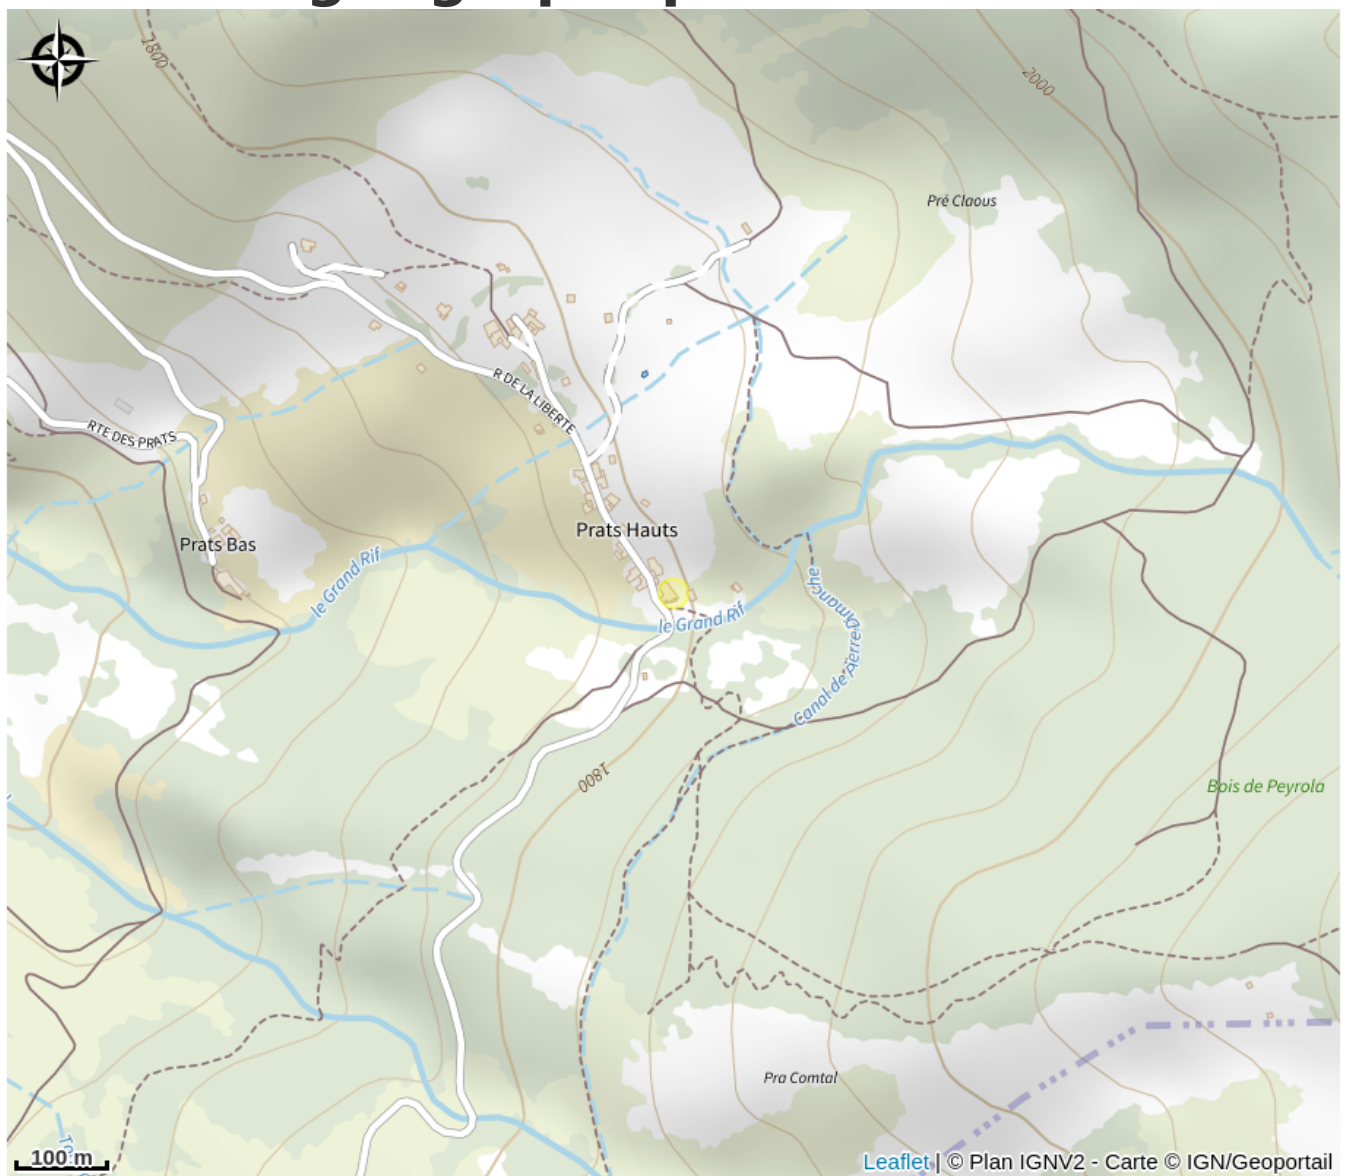 1800
2000
Pré Claous
R DE LA LIBERTE
RTE DES PRATS
Prats Hauts
Prats Bas
le Grand Rif
le Grand Rif
Canal de Pierre Dimanche
1800
Bois de Peyrola
Pra Comtal
100 m
Leaflet | © Plan IGNV2 - Carte © IGN/Geoportail